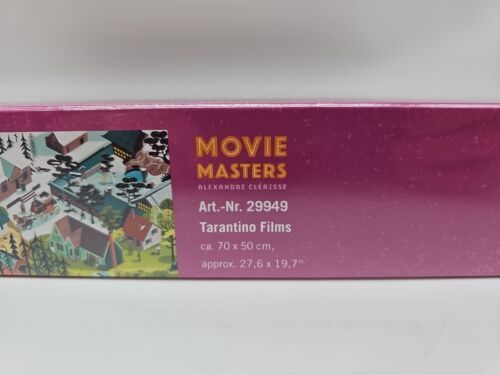 MOVIE
MASTERS
ALEXANDRE CLÉRISSE
Art.-Nr. 29949
Tarantino Films
ca. 70 x 50 cm,
approx. 27,6 x 19,7"